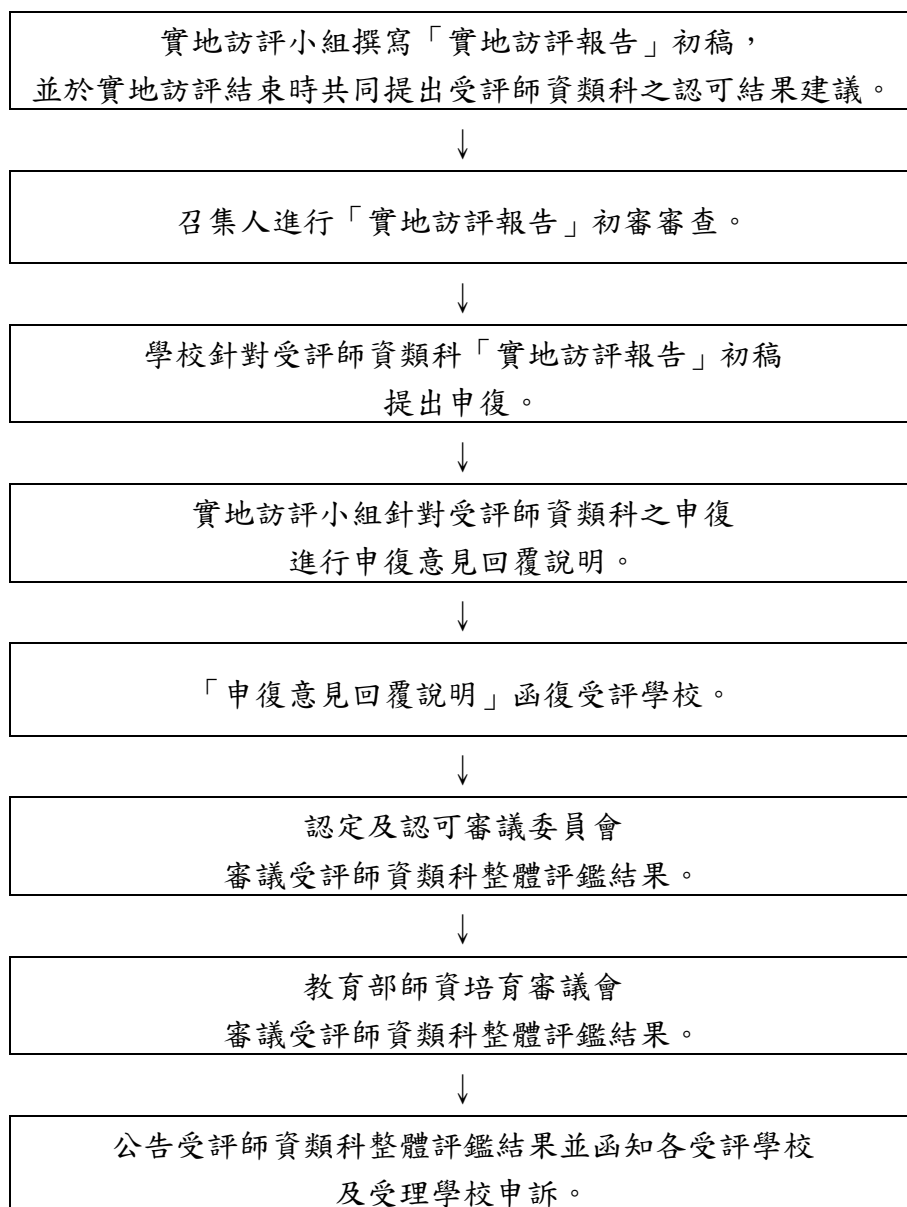 實地訪評小組撰寫「實地訪評報告」初稿，
並於實地訪評結束時共同提出受評師資類科之認可結果建議。
↓
召集人進行「實地訪評報告」初審審查。
↓
學校針對受評師資類科「實地訪評報告」初稿
提出申復。
↓
實地訪評小組針對受評師資類科之申復
進行申復意見回覆說明。
↓
「申復意見回覆說明」函復受評學校。
↓
認定及認可審議委員會
審議受評師資類科整體評鑑結果。
↓
教育部師資培育審議會
審議受評師資類科整體評鑑結果。
↓
公告受評師資類科整體評鑑結果並函知各受評學校
及受理學校申訴。